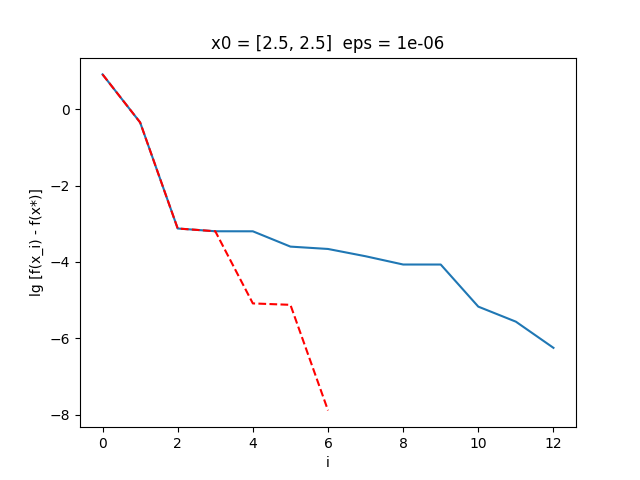 x0 = [2.5, 2.5]  eps = 1e-06
lg [f(x_i) - f(x*)]
0
−2
−4
−6
−8
0 2 4 6 8 10 12
i